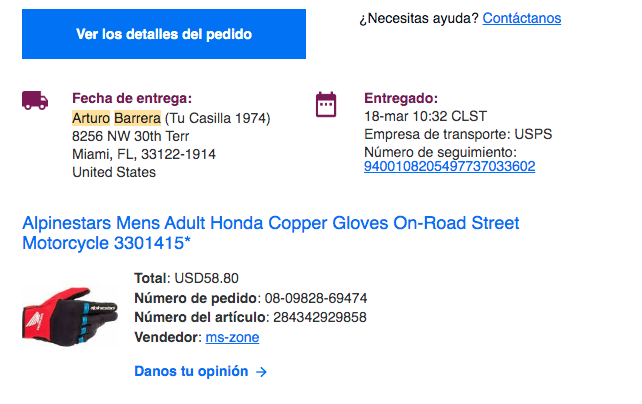 Ver los detalles del pedido
¿Necesitas ayuda? Contáctanos
Fecha de entrega:
Arturo Barrera (Tu Casilla 1974)
8256 NW 30th Terr
Miami, FL, 33122-1914
United States
Entregado:
18-mar 10:32 CLST
Empresa de transporte: USPS
Número de seguimiento:
9400108205497737033602
Alpinestars Mens Adult Honda Copper Gloves On-Road Street
Motorcycle 3301415*
Total: USD58.80
Número de pedido: 08-09828-69474
Número del artículo: 284342929858
Vendedor: ms-zone
Danos tu opinión →